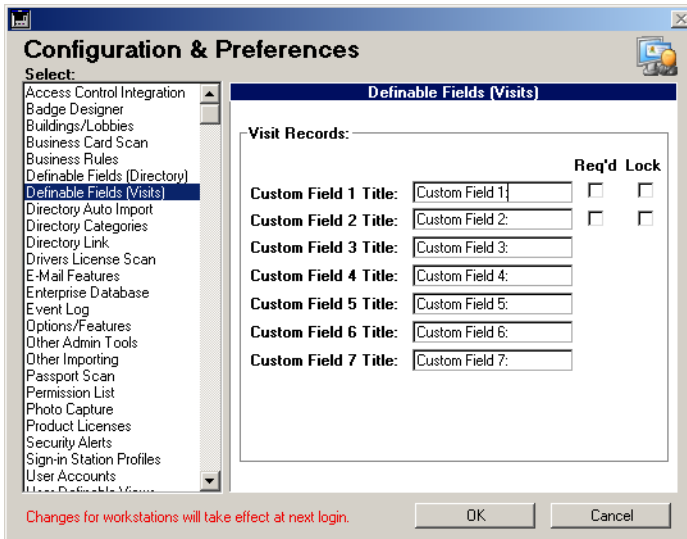 Configuration & Preferences
Select:
Access Control Integration
Badge Designer
Buildings/Lobbies
Business Card Scan
Business Rules
Definable Fields (Directory)
Definable Fields (Visits)
Directory Auto Import
Directory Categories
Directory Link
Drivers License Scan
E-Mail Features
Enterprise Database
Event Log
Options/Features
Other Admin Tools
Other Importing
Passport Scan
Permission List
Photo Capture
Product Licenses
Security Alerts
Sign-in Station Profiles
User Accounts
User Definable Views
Definable Fields (Visits)
Visit Records:
Req'd Lock
Custom Field 1 Title: Custom Field 1:
Custom Field 2 Title: Custom Field 2:
Custom Field 3 Title: Custom Field 3:
Custom Field 4 Title: Custom Field 4:
Custom Field 5 Title: Custom Field 5:
Custom Field 6 Title: Custom Field 6:
Custom Field 7 Title: Custom Field 7:
Changes for workstations will take effect at next login.
OK
Cancel